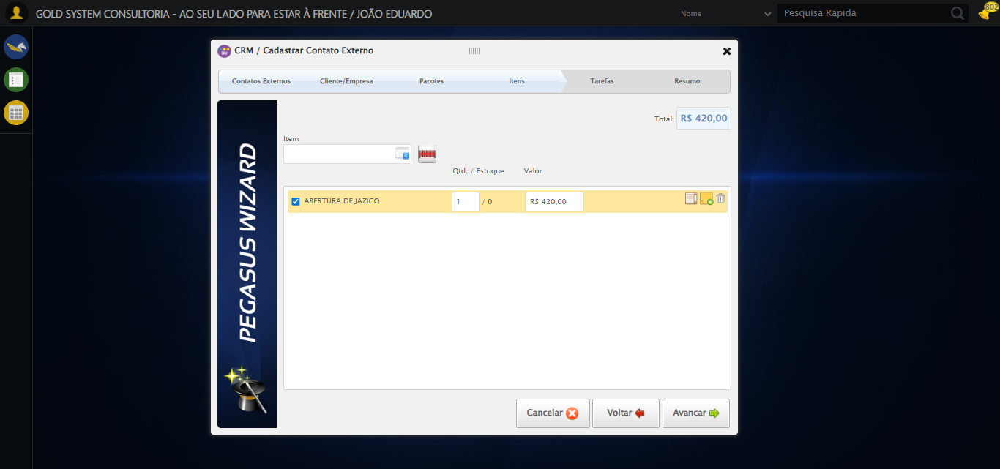 GOLD SYSTEM CONSULTORIA - AO SEU LADO PARA ESTAR À FRENTE / JOÃO EDUARDO
Nome
Pesquisa Rapida
802
CRM / Cadastrar Contato Externo
Contatos Externos
Cliente/Empresa
Pacotes
Itens
Tarefas
Resumo
PEGASUS WIZARD
Total: R$ 420,00
Item
Qtd. / Estoque
Valor
ABERTURA DE JAZIGO
1 / 0
R$ 420,00
Cancelar
Voltar
Avancar